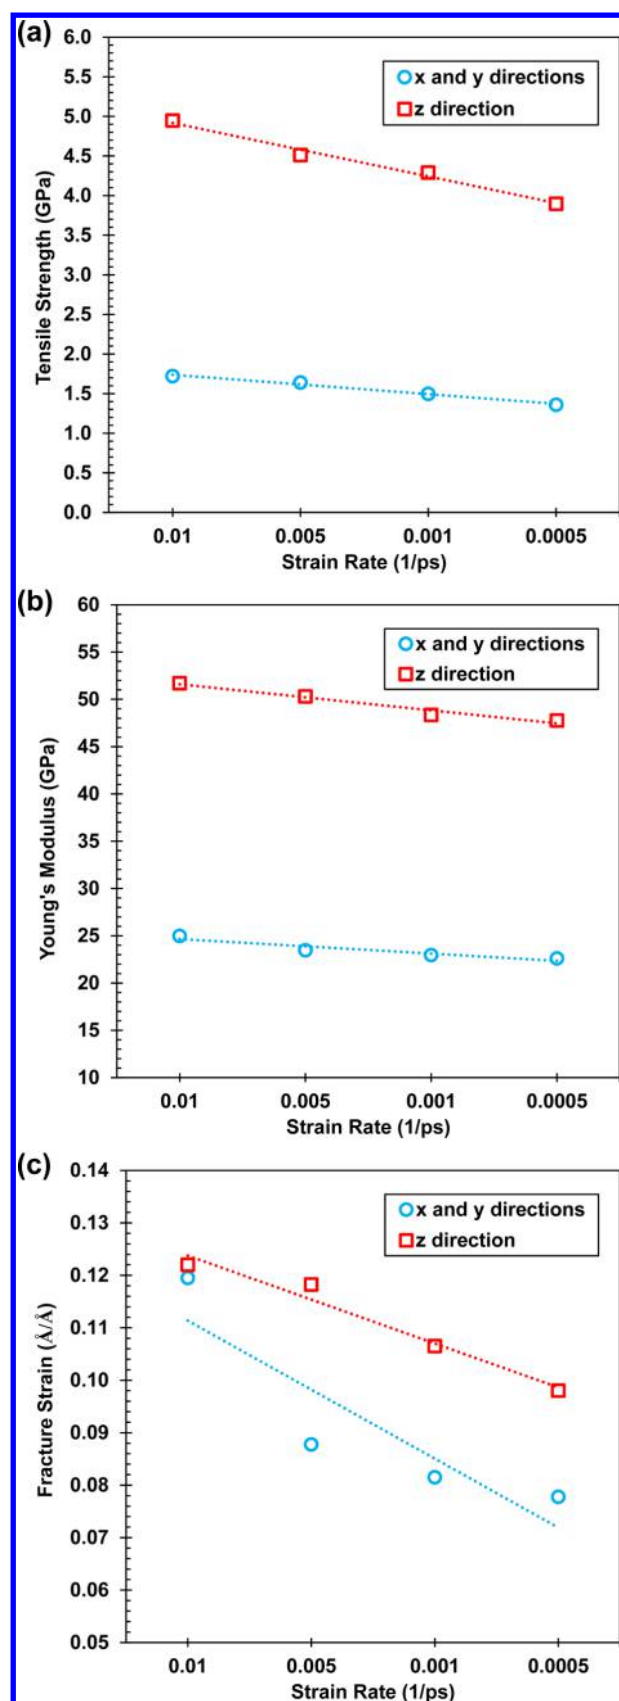 (a)
6.0
5.5
5.0
4.5
4.0
3.5
3.0
2.5
2.0
1.5
1.0
0.5
0.0
Tensile Strength (GPa)
x and y directions
z direction
0.01 0.005 0.001 0.0005
Strain Rate (1/ps)
(b)
60
55
50
45
40
35
30
25
20
15
10
Young's Modulus (GPa)
x and y directions
z direction
0.01 0.005 0.001 0.0005
Strain Rate (1/ps)
(c)
0.14
0.13
0.12
0.11
0.10
0.09
0.08
0.07
0.06
0.05
Fracture Strain (Å/Å)
x and y directions
z direction
0.01 0.005 0.001 0.0005
Strain Rate (1/ps)